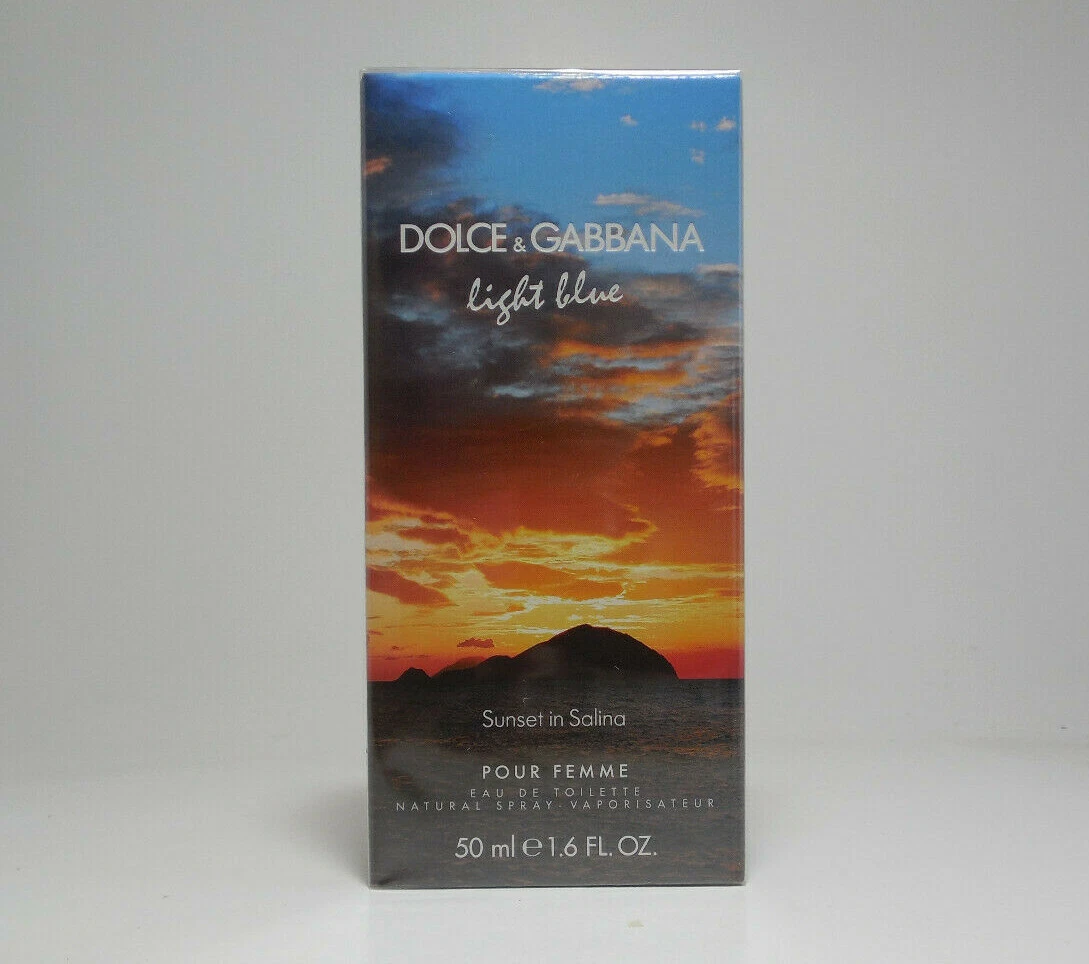 DOLCE & GABBANA
light blue
Sunset in Salina
POUR FEMME
EAU DE TOILETTE
NATURAL SPRAY · VAPORISATEUR
50 ml ℮ 1.6 FL. OZ.